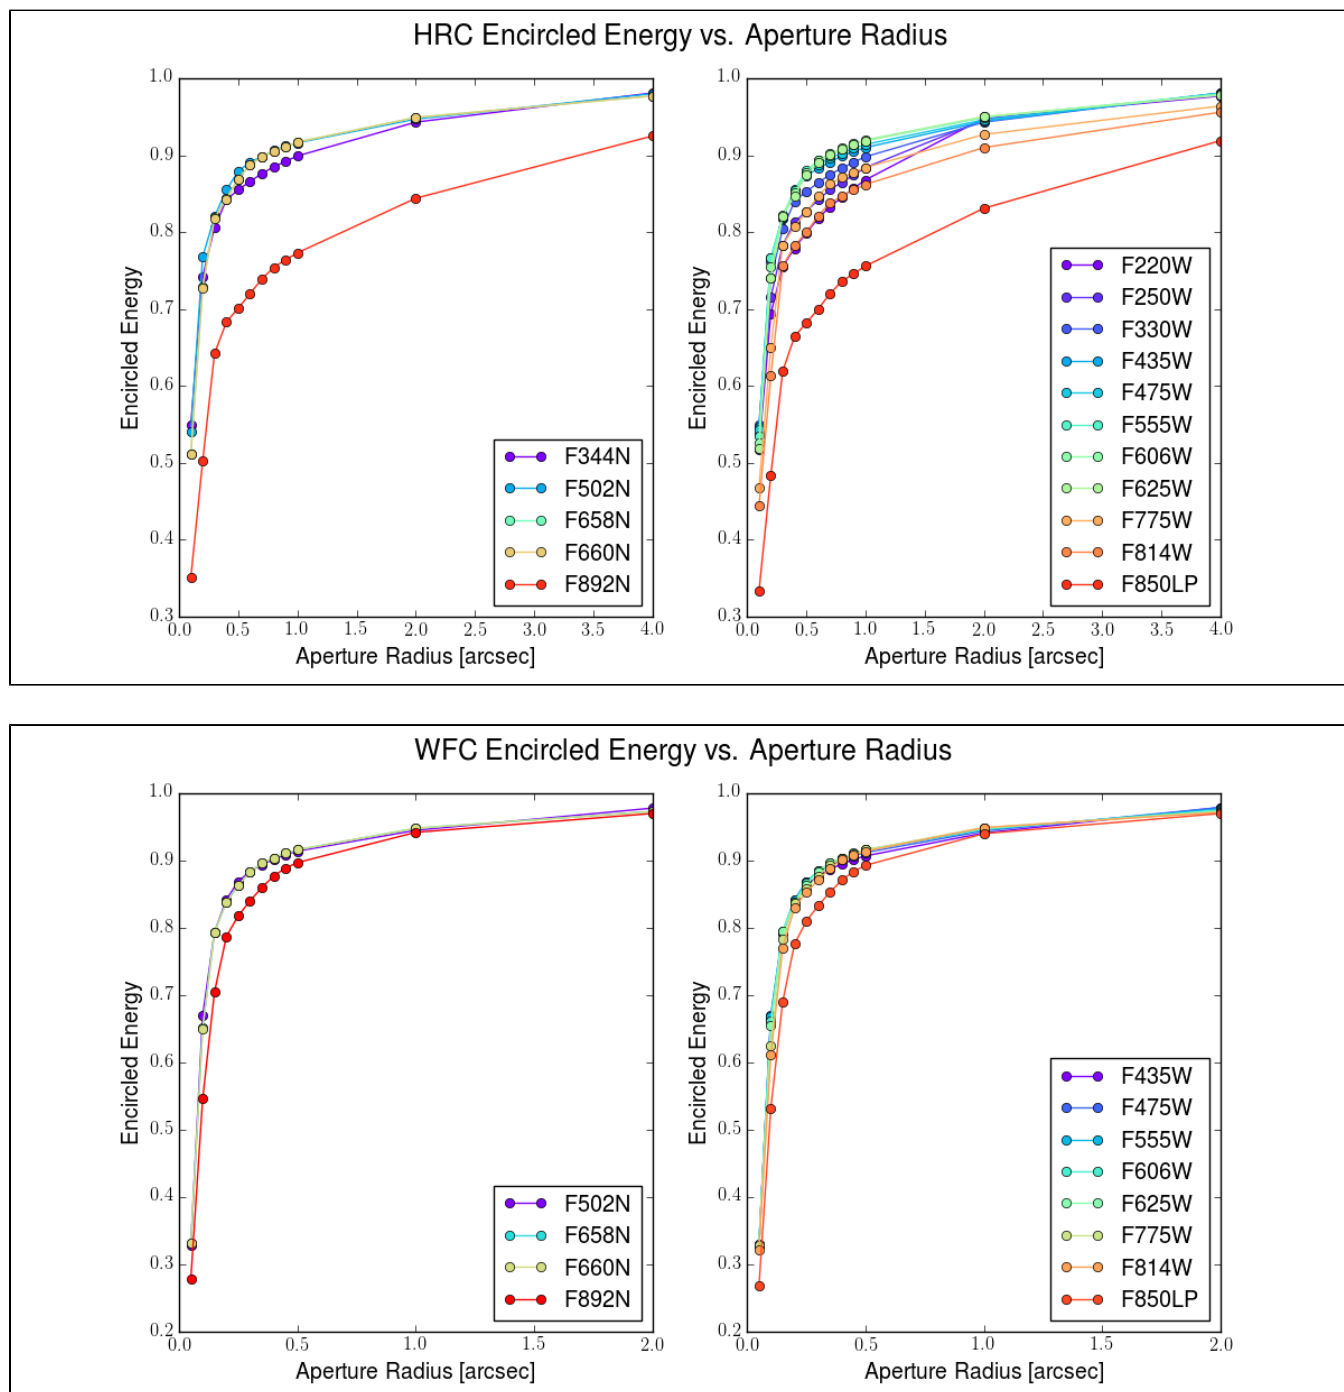 HRC Encircled Energy vs. Aperture Radius
1.0
0.9
0.8
0.7
0.6
0.5
0.4
0.3
Encircled Energy
F344N
F502N
F658N
F660N
F892N
0.0 0.5 1.0 1.5 2.0 2.5 3.0 3.5 4.0
Aperture Radius [arcsec]
1.0
0.9
0.8
0.7
0.6
0.5
0.4
0.3
Encircled Energy
F220W
F250W
F330W
F435W
F475W
F555W
F606W
F625W
F775W
F814W
F850LP
0.0 0.5 1.0 1.5 2.0 2.5 3.0 3.5 4.0
Aperture Radius [arcsec]
WFC Encircled Energy vs. Aperture Radius
1.0
0.9
0.8
0.7
0.6
0.5
0.4
0.3
0.2
Encircled Energy
F502N
F658N
F660N
F892N
0.0 0.5 1.0 1.5 2.0
Aperture Radius [arcsec]
1.0
0.9
0.8
0.7
0.6
0.5
0.4
0.3
0.2
Encircled Energy
F435W
F475W
F555W
F606W
F625W
F775W
F814W
F850LP
0.0 0.5 1.0 1.5 2.0
Aperture Radius [arcsec]